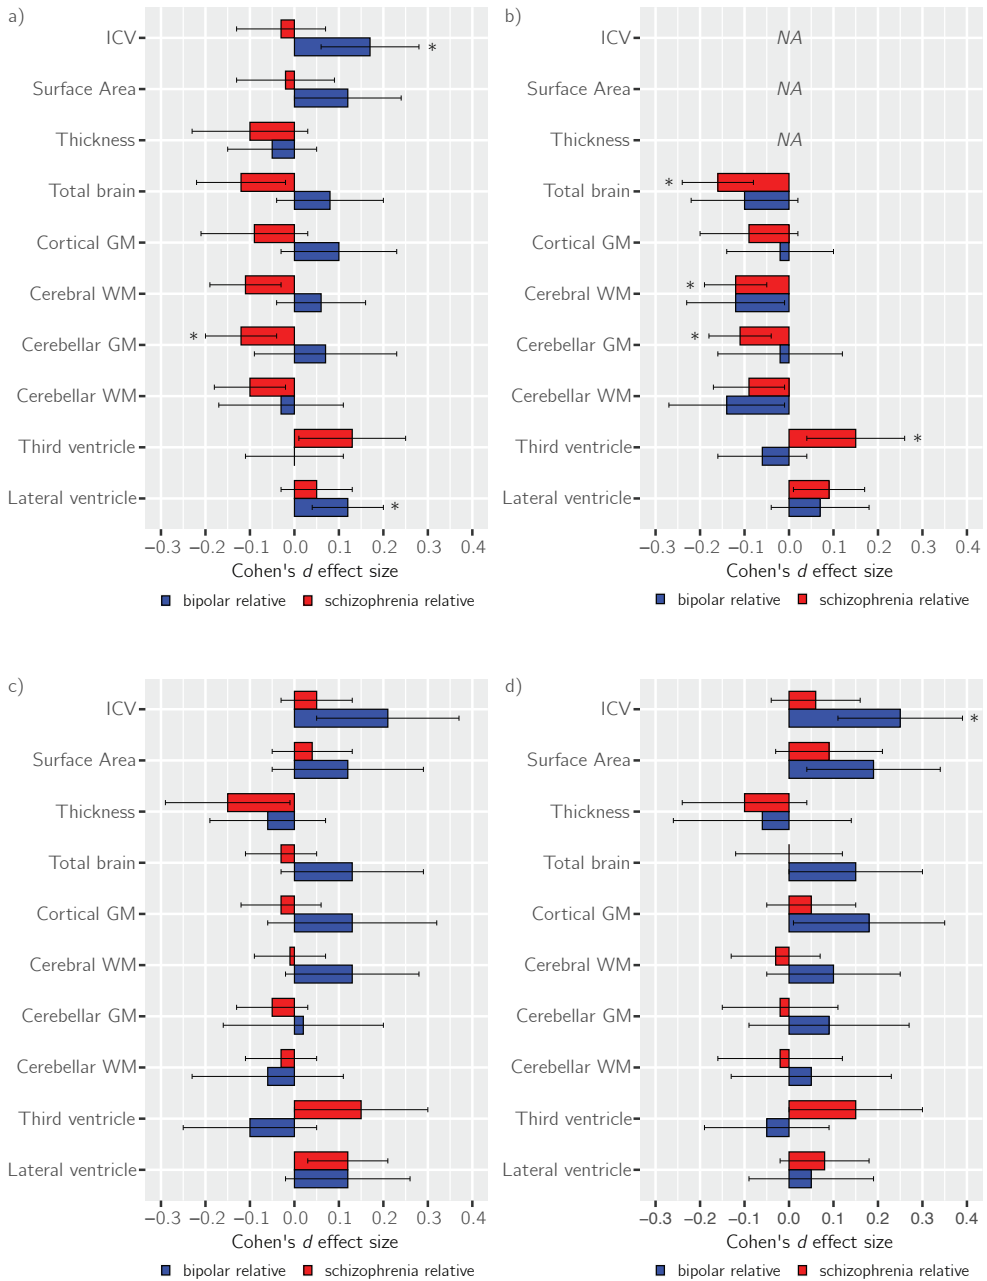 a)
ICV
*
Surface Area
Thickness
Total brain
Cortical GM
Cerebral WM
Cerebellar GM
*
Cerebellar WM
Third ventricle
Lateral ventricle
*
−0.3 −0.2 −0.1 0.0 0.1 0.2 0.3 0.4
Cohen's d effect size
bipolar relative schizophrenia relative
b)
ICV
NA
Surface Area
NA
Thickness
NA
Total brain
*
Cortical GM
Cerebral WM
*
Cerebellar GM
*
Cerebellar WM
Third ventricle
*
Lateral ventricle
−0.3 −0.2 −0.1 0.0 0.1 0.2 0.3 0.4
Cohen's d effect size
bipolar relative schizophrenia relative
c)
ICV
Surface Area
Thickness
Total brain
Cortical GM
Cerebral WM
Cerebellar GM
Cerebellar WM
Third ventricle
Lateral ventricle
−0.3 −0.2 −0.1 0.0 0.1 0.2 0.3 0.4
Cohen's d effect size
bipolar relative schizophrenia relative
d)
ICV
*
Surface Area
Thickness
Total brain
Cortical GM
Cerebral WM
Cerebellar GM
Cerebellar WM
Third ventricle
Lateral ventricle
−0.3 −0.2 −0.1 0.0 0.1 0.2 0.3 0.4
Cohen's d effect size
bipolar relative schizophrenia relative